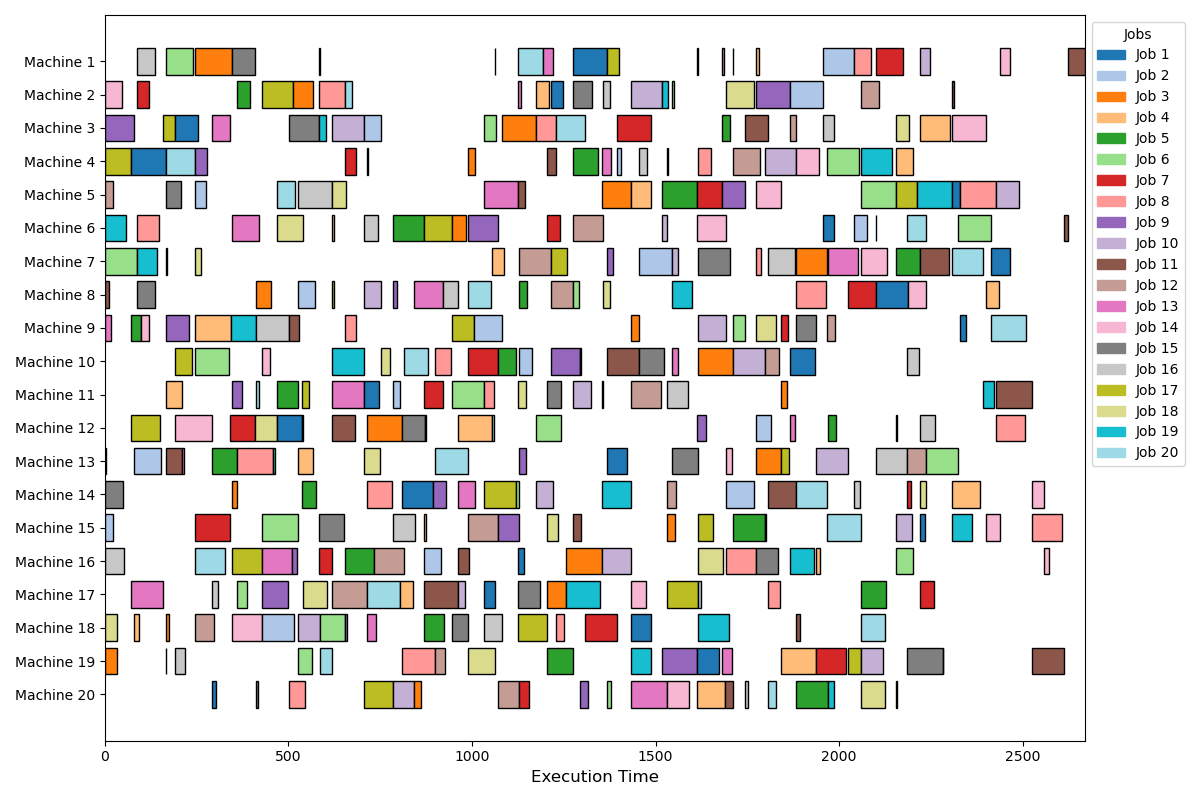 Machine 1
Machine 2
Machine 3
Machine 4
Machine 5
Machine 6
Machine 7
Machine 8
Machine 9
Machine 10
Machine 11
Machine 12
Machine 13
Machine 14
Machine 15
Machine 16
Machine 17
Machine 18
Machine 19
Machine 20
0 500 1000 1500 2000 2500
Execution Time
Jobs
Job 1
Job 2
Job 3
Job 4
Job 5
Job 6
Job 7
Job 8
Job 9
Job 10
Job 11
Job 12
Job 13
Job 14
Job 15
Job 16
Job 17
Job 18
Job 19
Job 20